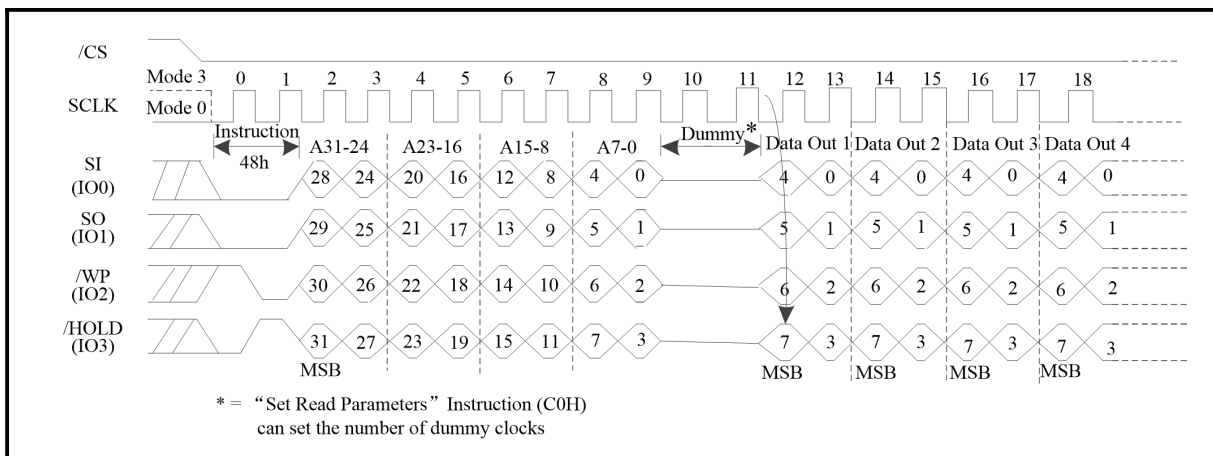 /CS
Mode 3 0 1 2 3 4 5 6 7 8 9 10 11 12 13 14 15 16 17 18
SCLK Mode 0
Instruction A31-24 A23-16 A15-8 A7-0 Dummy* Data Out 1 Data Out 2 Data Out 3 Data Out 4
48h
SI
(IO0) 28 24 20 16 12 8 4 0 4 0 4 0 4 0 4 0
SO
(IO1) 29 25 21 17 13 9 5 1 5 1 5 1 5 1 5 1
/WP
(IO2) 30 26 22 18 14 10 6 2 6 2 6 2 6 2 6 2
/HOLD
(IO3) 31 27 23 19 15 11 7 3 7 3 7 3 7 3 7 3
MSB MSB MSB MSB MSB
* = “Set Read Parameters” Instruction (C0H)
can set the number of dummy clocks